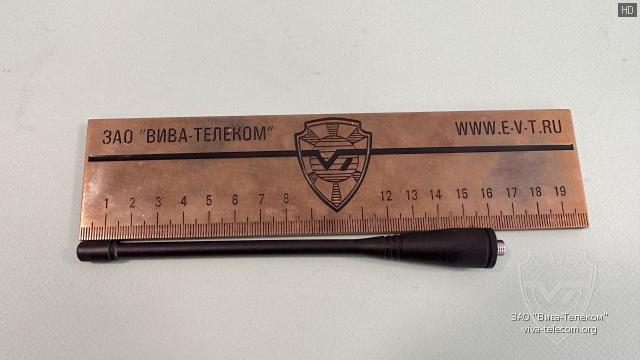 HD
ЗАО "ВИВА-ТЕЛЕКОМ"
WWW.E-V-T.RU
VT
1 2 3 4 5 6 7 8 12 13 14 15 16 17 18 19
ЗАО "Вива-Телеком"
viva-telecom.org